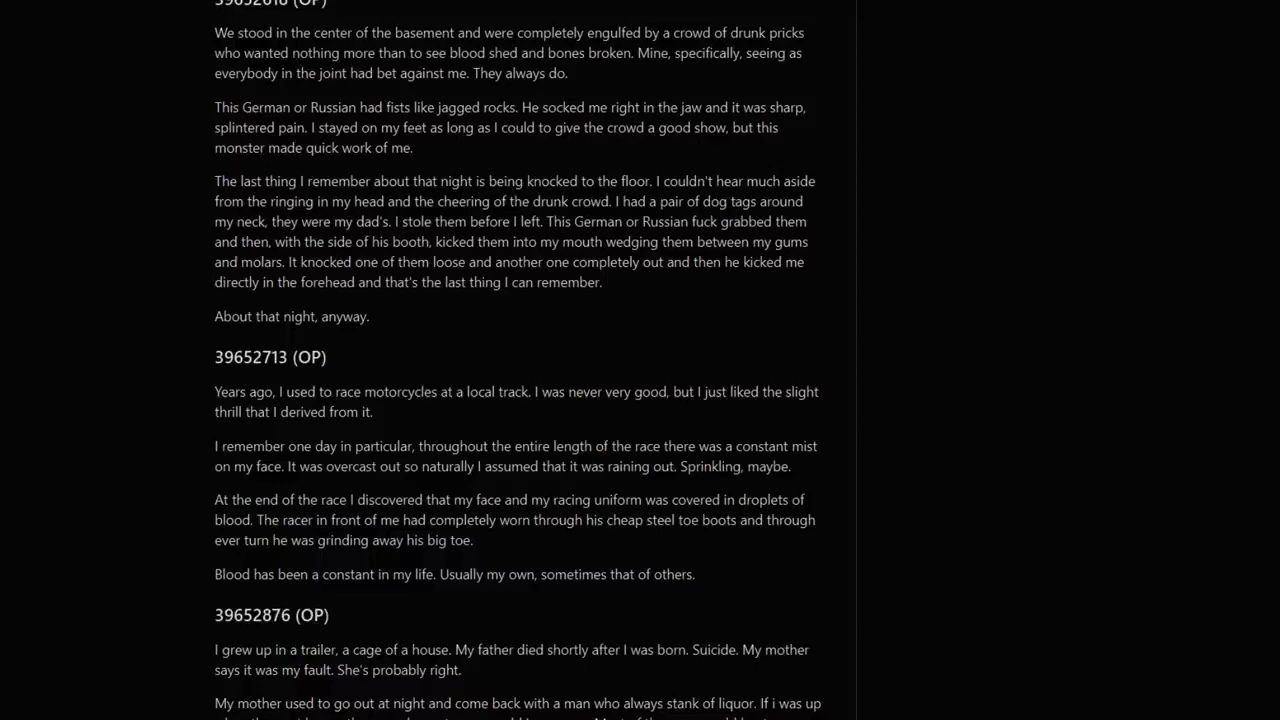 39652618 (OP)
We stood in the center of the basement and were completely engulfed by a crowd of drunk pricks
who wanted nothing more than to see blood shed and bones broken. Mine, specifically, seeing as
everybody in the joint had bet against me. They always do.
This German or Russian had fists like jagged rocks. He socked me right in the jaw and it was sharp,
splintered pain. I stayed on my feet as long as I could to give the crowd a good show, but this
monster made quick work of me.
The last thing I remember about that night is being knocked to the floor. I couldn't hear much aside
from the ringing in my head and the cheering of the drunk crowd. I had a pair of dog tags around
my neck, they were my dad's. I stole them before I left. This German or Russian fuck grabbed them
and then, with the side of his booth, kicked them into my mouth wedging them between my gums
and molars. It knocked one of them loose and another one completely out and then he kicked me
directly in the forehead and that's the last thing I can remember.
About that night, anyway.
39652713 (OP)
Years ago, I used to race motorcycles at a local track. I was never very good, but I just liked the slight
thrill that I derived from it.
I remember one day in particular, throughout the entire length of the race there was a constant mist
on my face. It was overcast out so naturally I assumed that it was raining out. Sprinkling, maybe.
At the end of the race I discovered that my face and my racing uniform was covered in droplets of
blood. The racer in front of me had completely worn through his cheap steel toe boots and through
ever turn he was grinding away his big toe.
Blood has been a constant in my life. Usually my own, sometimes that of others.
39652876 (OP)
I grew up in a trailer, a cage of a house. My father died shortly after I was born. Suicide. My mother
says it was my fault. She's probably right.
My mother used to go out at night and come back with a man who always stank of liquor. If i was up